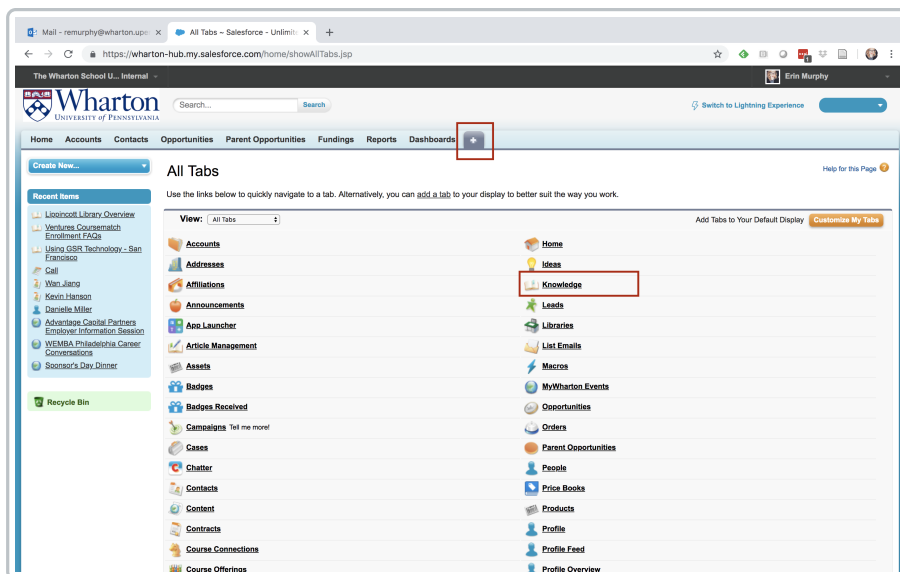 Mail - remurphy@wharton.upe
All Tabs ~ Salesforce - Unlimit
https://wharton-hub.my.salesforce.com/home/showAllTabs.jsp
The Wharton School U... Internal
Erin Murphy
Wharton
UNIVERSITY of PENNSYLVANIA
Search...
Search
Switch to Lightning Experience
Home Accounts Contacts Opportunities Parent Opportunities Fundings Reports Dashboards +
Create New...
All Tabs
Help for this Page
Use the links below to quickly navigate to a tab. Alternatively, you can add a tab to your display to better suit the way you work.
Recent Items
Lippincott Library Overview
Ventures Coursematch
Enrollment FAQs
Using GSR Technology - San
Francisco
Call
Wan Jiang
Kevin Hanson
Danielle Miller
Advantage Capital Partners
Employer Information Session
WEMBA Philadelphia Career
Conversations
Sponsor's Day Dinner
Recycle Bin
View: All Tabs
Add Tabs to Your Default Display Customize My Tabs
Accounts
Addresses
Affiliations
Announcements
App Launcher
Article Management
Assets
Badges
Badges Received
Campaigns Tell me more!
Cases
Chatter
Contacts
Content
Contracts
Course Connections
Course Offerings
Home
Ideas
Knowledge
Leads
Libraries
List Emails
Macros
MyWharton Events
Opportunities
Orders
Parent Opportunities
People
Price Books
Products
Profile
Profile Feed
Profile Overview